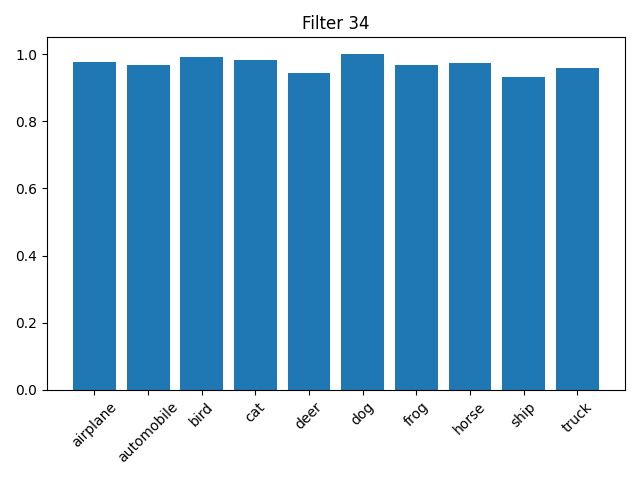 Filter 34
1.0
0.8
0.6
0.4
0.2
0.0
airplane
automobile
bird
cat
deer
dog
frog
horse
ship
truck